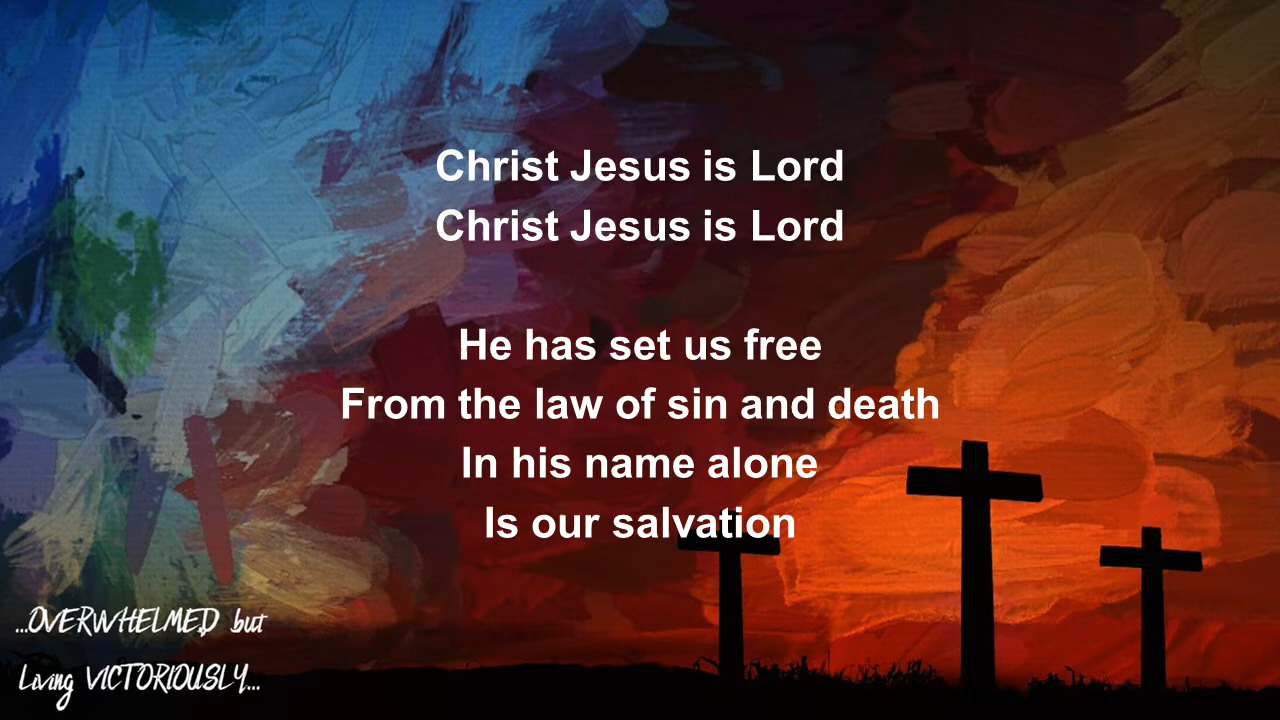 Christ Jesus is Lord
Christ Jesus is Lord
He has set us free
From the law of sin and death
In his name alone
Is our salvation
...OVERWHELMED but
Living VICTORIOUSLY...